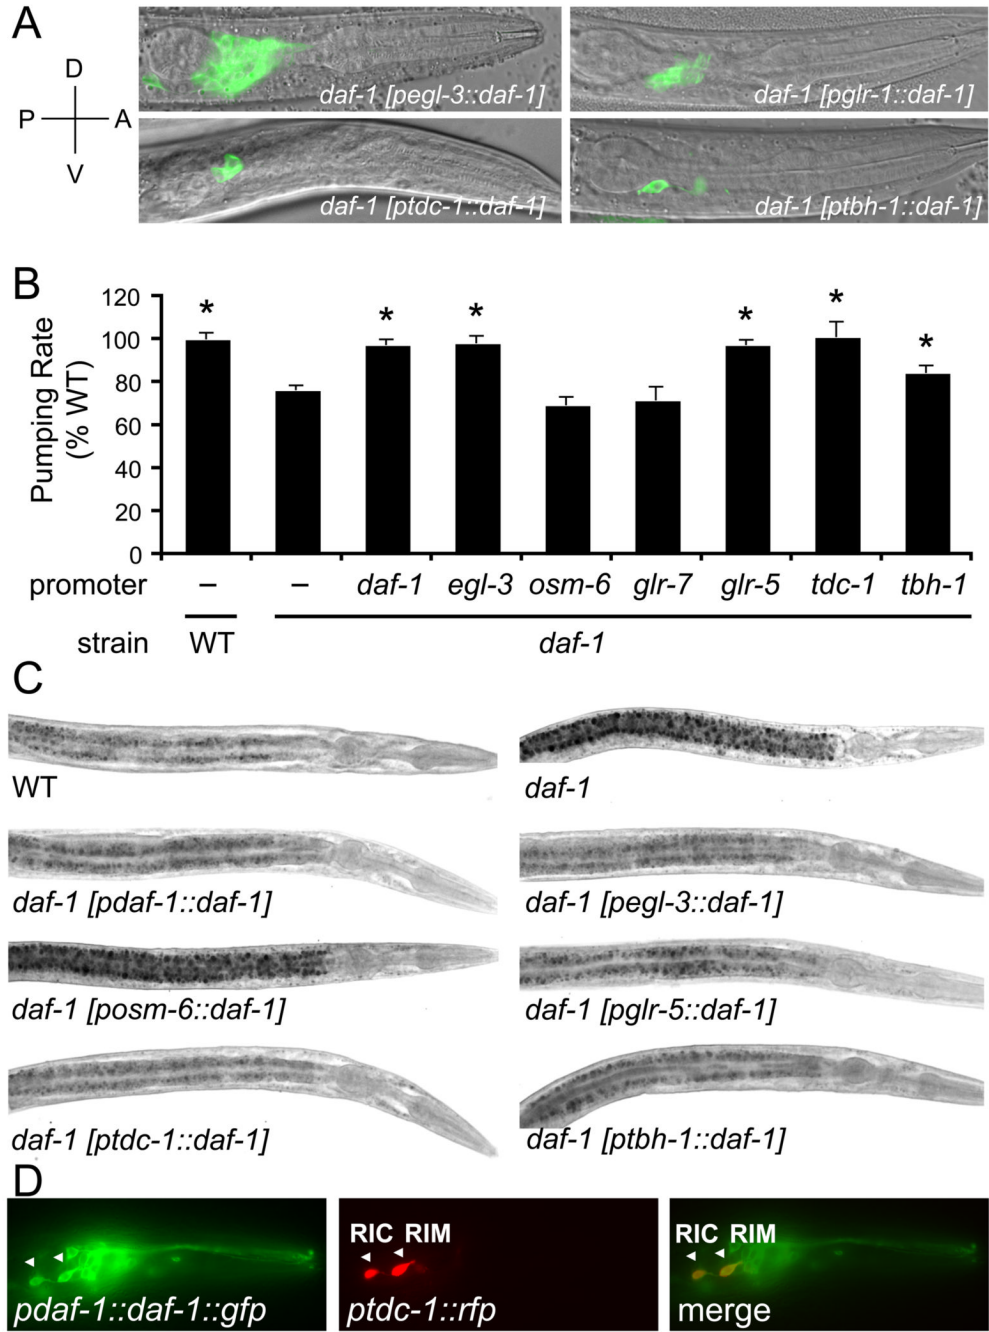 A
D
P A
V
daf-1 [pegl-3::daf-1]
daf-1 [pglr-1::daf-1]
daf-1 [ptdc-1::daf-1]
daf-1 [ptbh-1::daf-1]
B
Pumping Rate
(% WT)
120
100
80
60
40
20
0
* * * * * *
promoter – – daf-1 egl-3 osm-6 glr-7 glr-5 tdc-1 tbh-1
strain WT daf-1
C
WT
daf-1
daf-1 [pdaf-1::daf-1]
daf-1 [pegl-3::daf-1]
daf-1 [posm-6::daf-1]
daf-1 [pglr-5::daf-1]
daf-1 [ptdc-1::daf-1]
daf-1 [ptbh-1::daf-1]
D
pdaf-1::daf-1::gfp
RIC RIM
ptdc-1::rfp
RIC RIM
merge